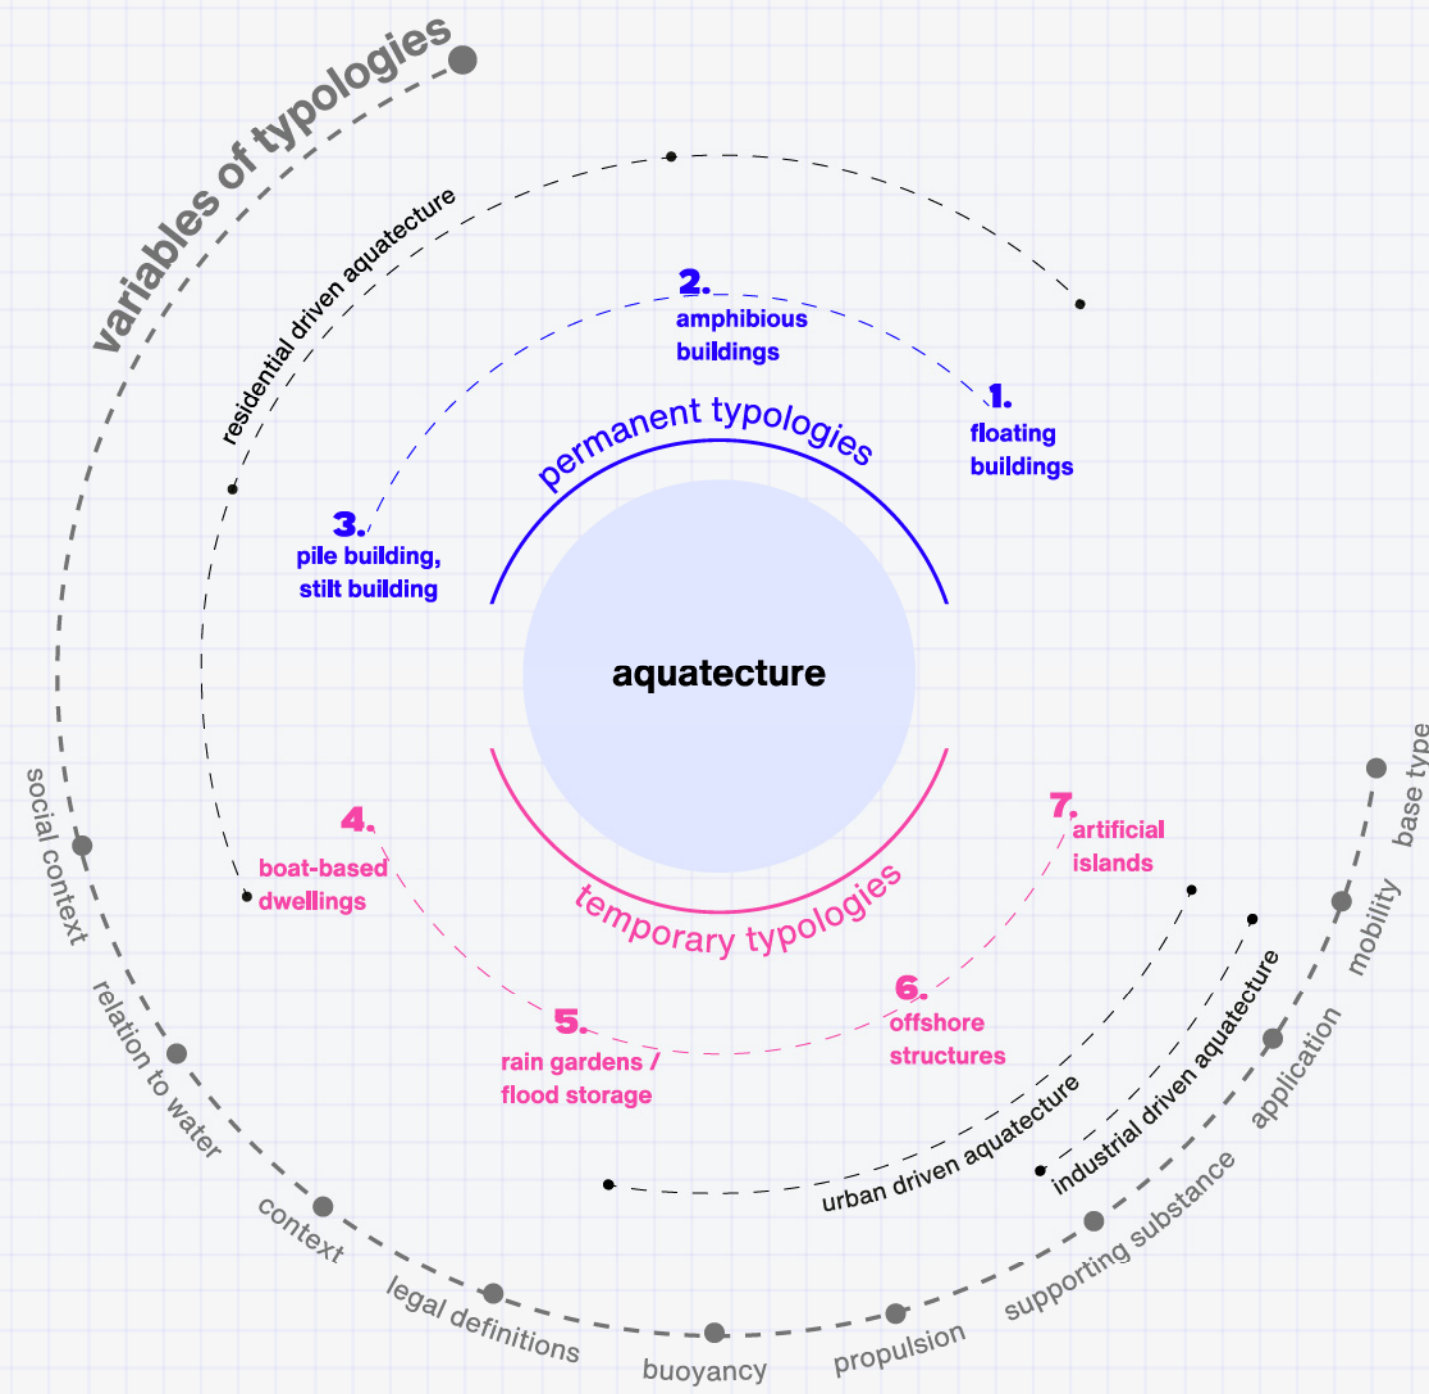 variables of typologies
residential driven aquatecture
2.
amphibious
buildings
1.
floating
buildings
permanent typologies
3.
pile building,
stilt building
aquatecture
4.
boat-based
dwellings
temporary typologies
7.
artificial
islands
5.
rain gardens /
flood storage
6.
offshore
structures
urban driven aquatecture
industrial driven aquatecture
social context
relation to water
context
legal definitions
buoyancy
propulsion
supporting substance
application
mobility
base type